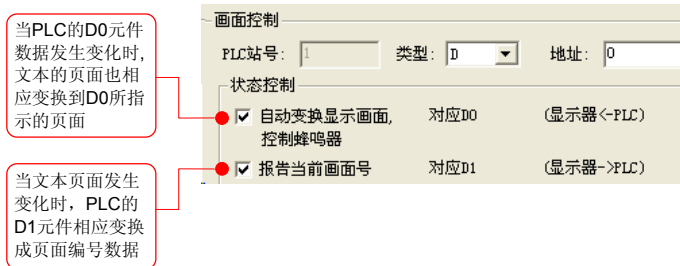 当PLC的D0元件
数据发生变化时,
文本的页面也相
应变换到D0所指
示的页面
当文本页面发生
变化时，PLC的
D1元件相应变换
成页面编号数据
画面控制
PLC站号: 1 类型: D 地址: 0
状态控制
自动变换显示画面, 对应D0 (显示器<-PLC)
控制蜂鸣器
报告当前画面号 对应D1 (显示器->PLC)